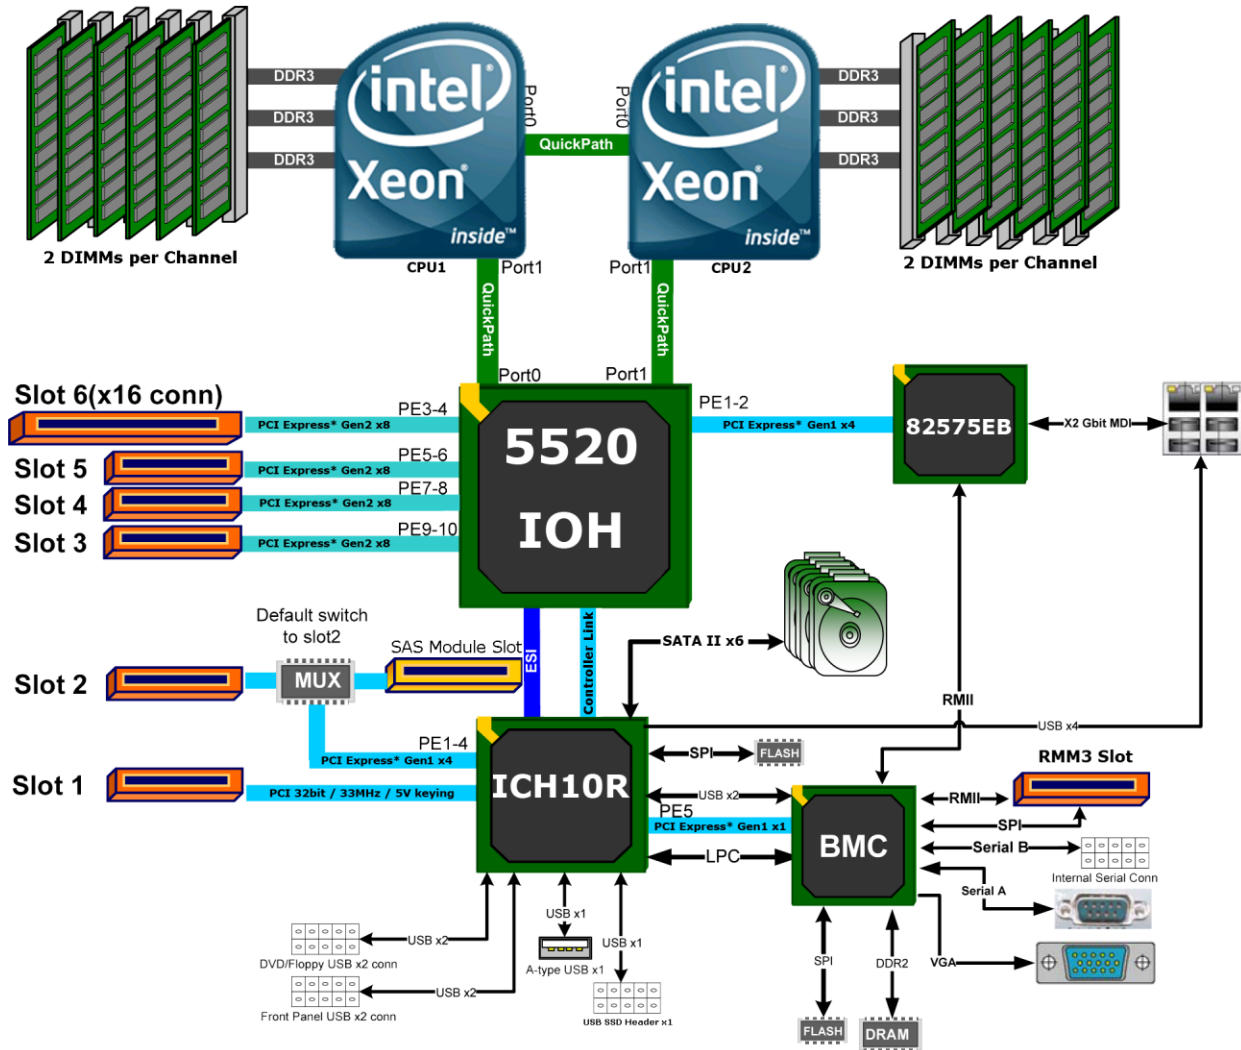 DDR3
DDR3
DDR3
intel®
Xeon®
inside™
Port0
QuickPath
Port0
intel®
Xeon®
inside™
DDR3
DDR3
DDR3
2 DIMMs per Channel
CPU1
Port1
Port1
CPU2
2 DIMMs per Channel
QuickPath
QuickPath
Port0
Port1
Slot 6(x16 conn)
PE3-4
PCI Express* Gen2 x8
Slot 5
PE5-6
PCI Express* Gen2 x8
Slot 4
PE7-8
PCI Express* Gen2 x8
Slot 3
PE9-10
PCI Express* Gen2 x8
5520
IOH
PE1-2
PCI Express* Gen1 x4
82575EB
X2 Gbit MDI
Default switch
to slot2
SAS Module Slot
ESI
Controller Link
SATA II x6
Slot 2
MUX
RMII
USB x4
PE1-4
PCI Express* Gen1 x4
Slot 1
PCI 32bit / 33MHz / 5V keying
ICH10R
SPI
FLASH
USB x2
PE5
PCI Express* Gen1 x1
LPC
BMC
RMM3 Slot
RMII
SPI
Serial B
Internal Serial Conn
Serial A
VGA
USB x2
DVD/Floppy USB x2 conn
USB x2
Front Panel USB x2 conn
USB x1
A-type USB x1
USB x1
USB SSD Header x1
SPI
FLASH
DDR2
DRAM